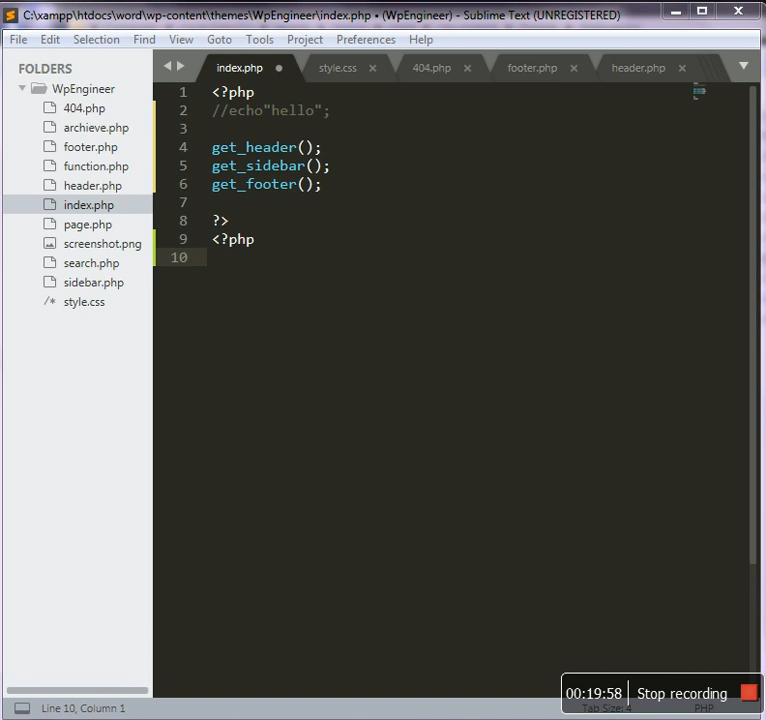 C:\xampp\htdocs\word\wp-content\themes\WpEngineer\index.php • (WpEngineer) - Sublime Text (UNREGISTERED)
File Edit Selection Find View Goto Tools Project Preferences Help
FOLDERS
WpEngineer
404.php
archieve.php
footer.php
function.php
header.php
index.php
page.php
screenshot.png
search.php
sidebar.php
/* style.css
index.php style.css 404.php footer.php header.php
1 <?php
2 //echo"hello";
3
4 get_header();
5 get_sidebar();
6 get_footer();
7
8 ?>
9 <?php
10
00:19:58 Stop recording
Line 10, Column 1 Tab Size: 4 PHP